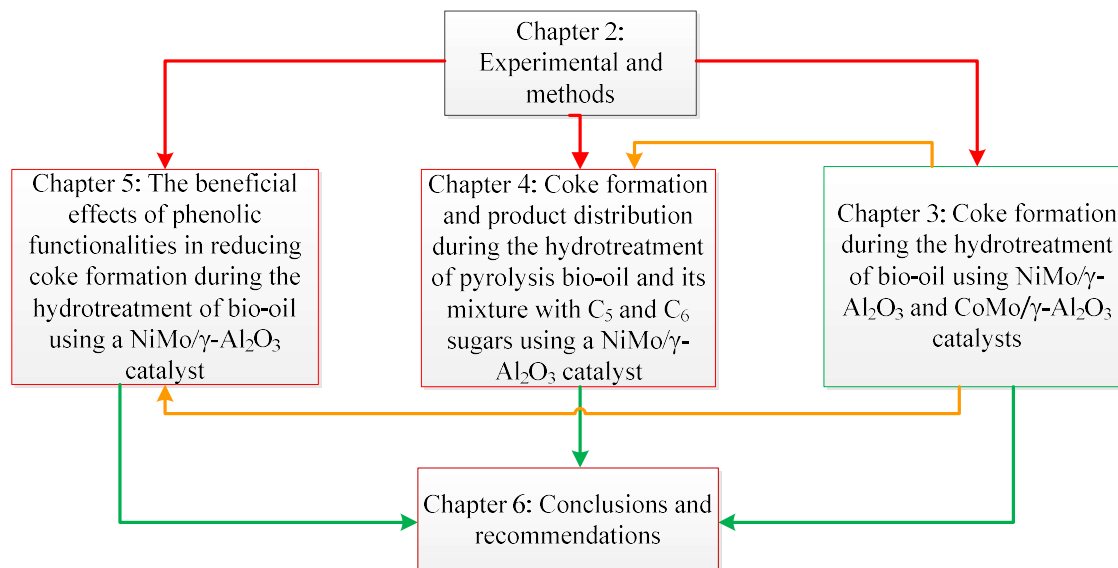 Chapter 2:
Experimental and
methods
Chapter 5: The beneficial
effects of phenolic
functionalities in reducing
coke formation during the
hydrotreatment of bio-oil
using a NiMo/γ-Al₂O₃
catalyst
Chapter 4: Coke formation
and product distribution
during the hydrotreatment
of pyrolysis bio-oil and its
mixture with C₅ and C₆
sugars using a NiMo/γ-
Al₂O₃ catalyst
Chapter 3: Coke formation
during the hydrotreatment
of bio-oil using NiMo/γ-
Al₂O₃ and CoMo/γ-Al₂O₃
catalysts
Chapter 6: Conclusions and
recommendations